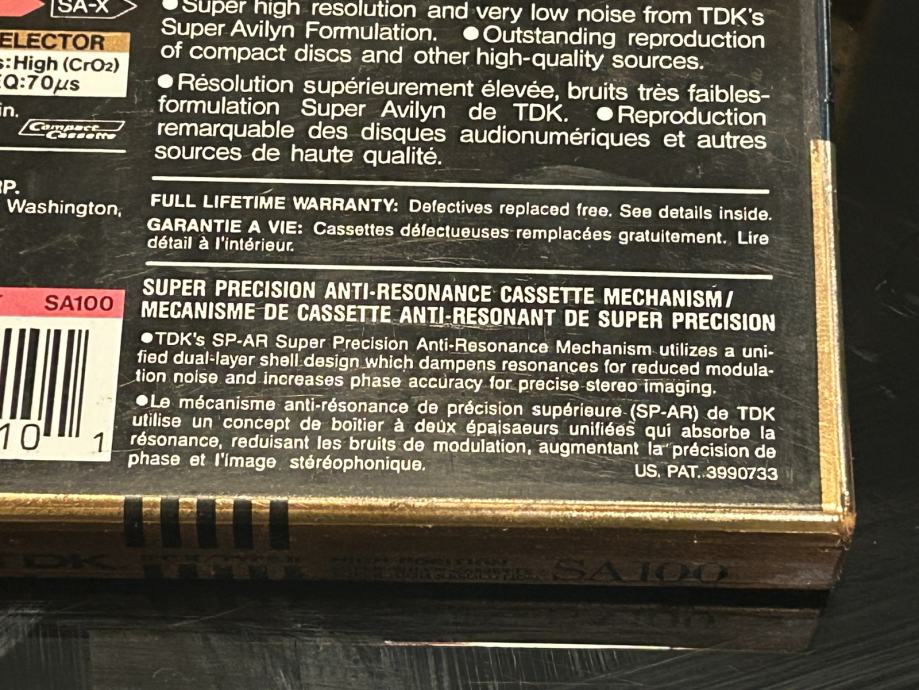 SA-X
ELECTOR
s:High (CrO2)
EQ:70µs
in.
Compact
Cassette
RP.
Washington,
SA100
10
1
●Super high resolution and very low noise from TDK's
Super Avilyn Formulation. ●Outstanding reproduction
of compact discs and other high-quality sources.
●Résolution supérieurement élevée, bruits très faibles-
formulation Super Avilyn de TDK. ●Reproduction
remarquable des disques audionumériques et autres
sources de haute qualité.
FULL LIFETIME WARRANTY: Defectives replaced free. See details inside.
GARANTIE A VIE: Cassettes défectueuses remplacées gratuitement. Lire
détail à l'intérieur.
SUPER PRECISION ANTI-RESONANCE CASSETTE MECHANISM/
MECANISME DE CASSETTE ANTI-RESONANT DE SUPER PRECISION
●TDK's SP-AR Super Precision Anti-Resonance Mechanism utilizes a uni-
fied dual-layer shell design which dampens resonances for reduced modula-
tion noise and increases phase accuracy for precise stereo imaging.
●Le mécanisme anti-résonance de précision supérieure (SP-AR) de TDK
utilise un concept de boîtier à deux épaisaeurs unifiées qui absorbe la
résonance, reduisant les bruits de modulation, augmentant la précision de
phase et l'image stéréophonique.
US. PAT. 3990733
TDK
HIGH POSITION
SA100